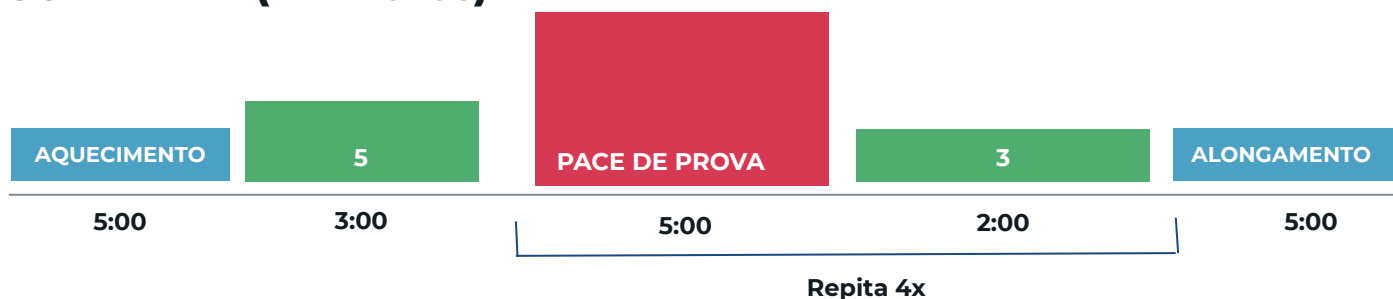 AQUECIMENTO
5
PACE DE PROVA
3
ALONGAMENTO
5:00
3:00
5:00
2:00
5:00
Repita 4x